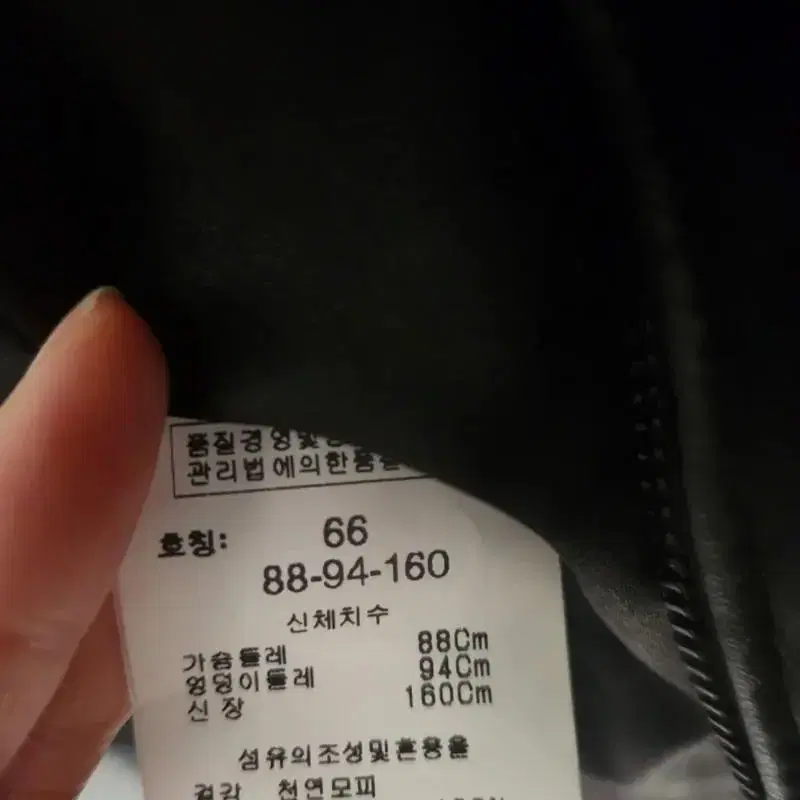 품질경영및
관리법에의한품
호칭: 66
88-94-160
신체치수
가슴둘레 88Cm
엉덩이둘레 94Cm
신장 160Cm
섬유의조성및혼용율
겉감 천연모피